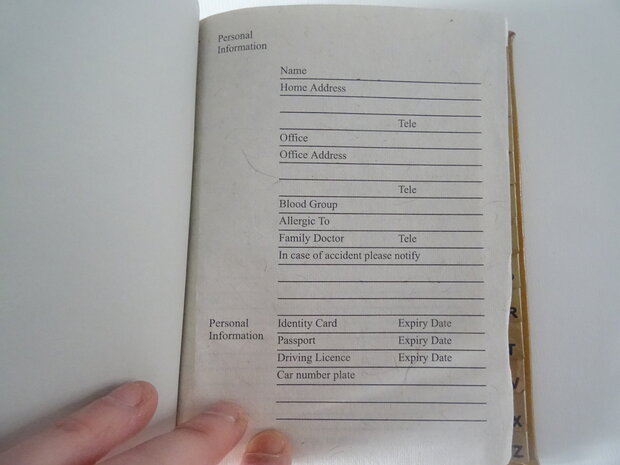 Personal
Information
Name
Home Address
Tele
Office
Office Address
Tele
Blood Group
Allergic To
Family Doctor Tele
In case of accident please notify
Personal
Information
Identity Card Expiry Date
Passport Expiry Date
Driving Licence Expiry Date
Car number plate
R
T
V
X
Z